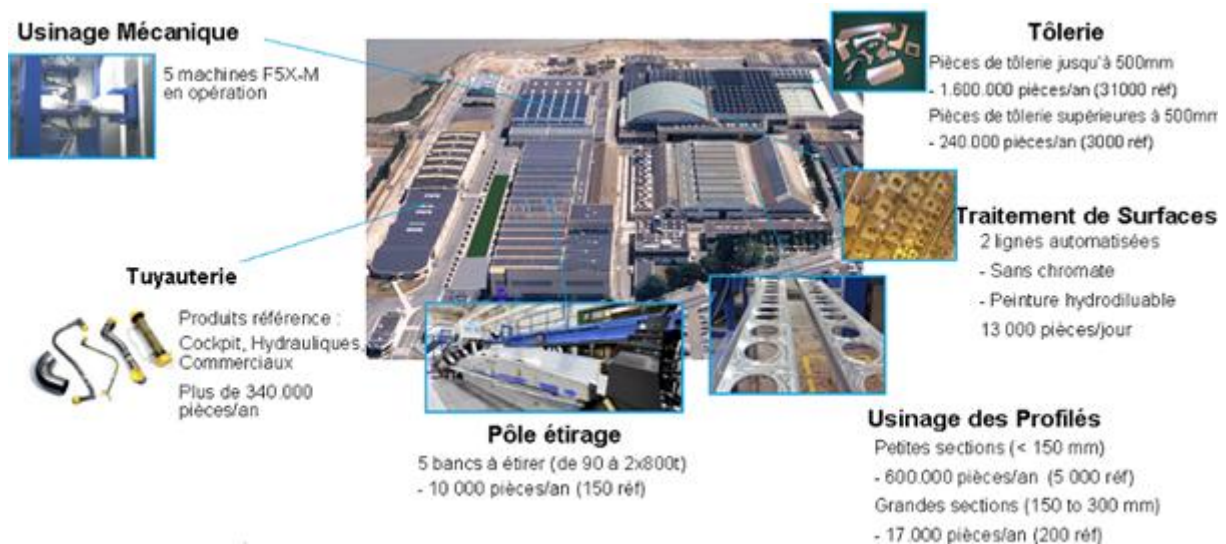 Usinage Mécanique
5 machines F5X-M
en opération
Tôlerie
Pièces de tôlerie jusqu'à 500mm
- 1.600.000 pièces/an (31000 réf)
Pièces de tôlerie supérieures à 500mm
- 240.000 pièces/an (3000 réf)
Traitement de Surfaces
2 lignes automatisées
- Sans chromate
- Peinture hydrodiluable
13 000 pièces/jour
Tuyauterie
Produits référence :
Cockpit, Hydrauliques,
Commerciaux
Plus de 340.000
pièces/an
Pôle étirage
5 bancs à étirer (de 90 à 2x800t)
- 10 000 pièces/an (150 réf)
Usinage des Profilés
Petites sections (< 150 mm)
- 600.000 pièces/an (5 000 réf)
Grandes sections (150 to 300 mm)
- 17.000 pièces/an (200 réf)